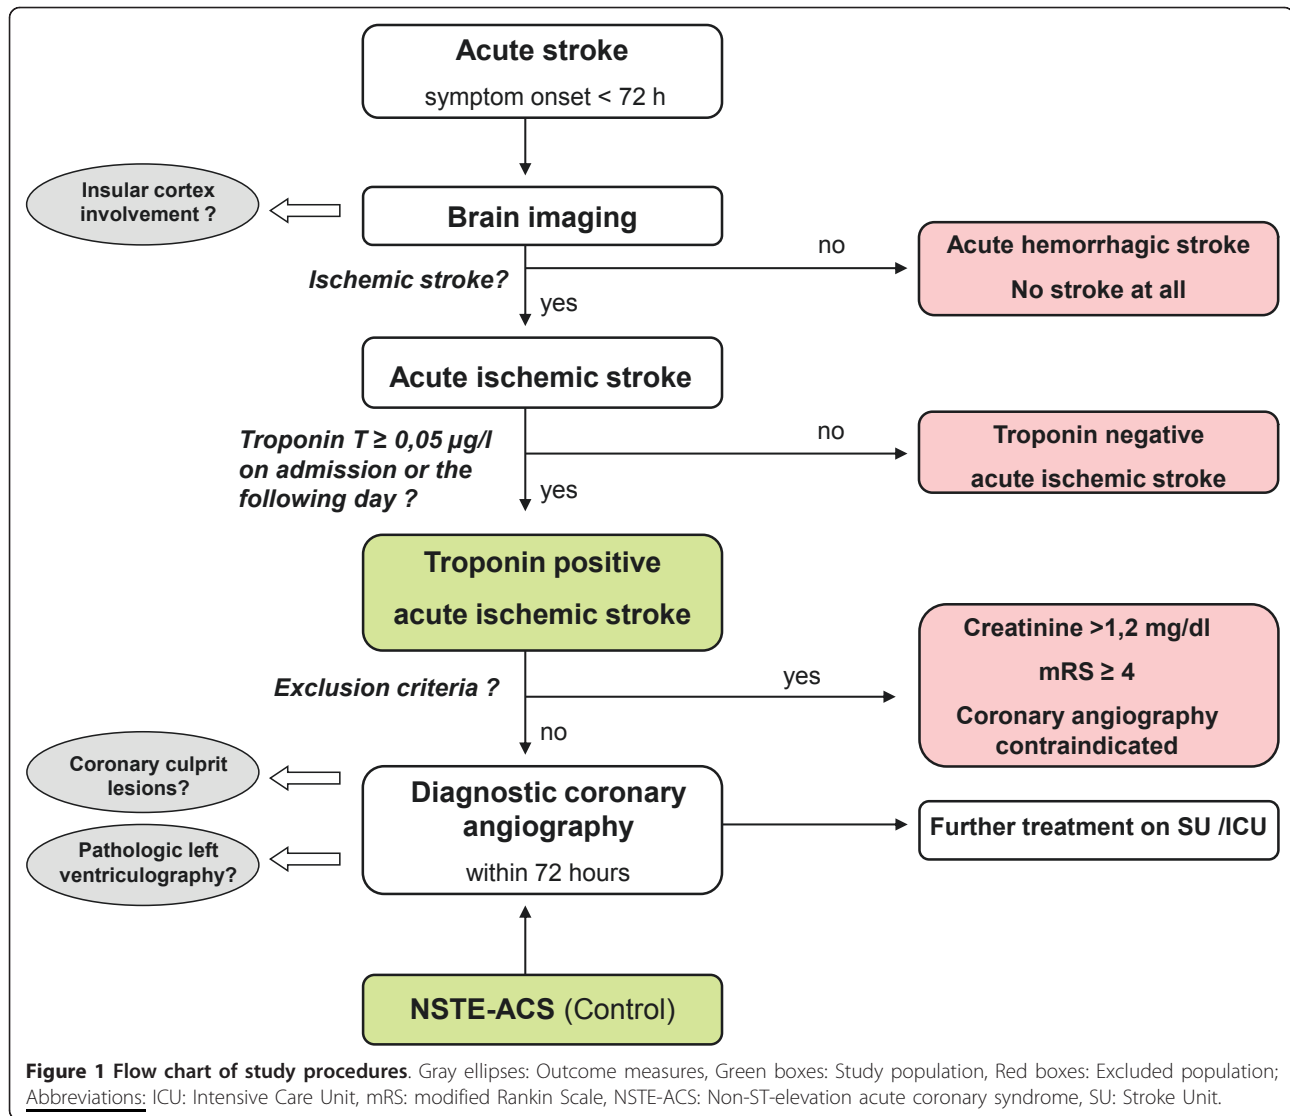 Acute stroke
symptom onset < 72 h
Insular cortex
involvement ?
Brain imaging
no
Acute hemorrhagic stroke
No stroke at all
Ischemic stroke?
yes
Acute ischemic stroke
Troponin T ≥ 0,05 µg/l
on admission or the
following day ?
no
yes
Troponin negative
acute ischemic stroke
Troponin positive
acute ischemic stroke
Exclusion criteria ?
yes
no
Creatinine >1,2 mg/dl
mRS ≥ 4
Coronary angiography
contraindicated
Coronary culprit
lesions?
Pathologic left
ventriculography?
Diagnostic coronary
angiography
within 72 hours
Further treatment on SU /ICU
NSTE-ACS (Control)
Figure 1 Flow chart of study procedures. Gray ellipses: Outcome measures, Green boxes: Study population, Red boxes: Excluded population;
Abbreviations: ICU: Intensive Care Unit, mRS: modified Rankin Scale, NSTE-ACS: Non-ST-elevation acute coronary syndrome, SU: Stroke Unit.